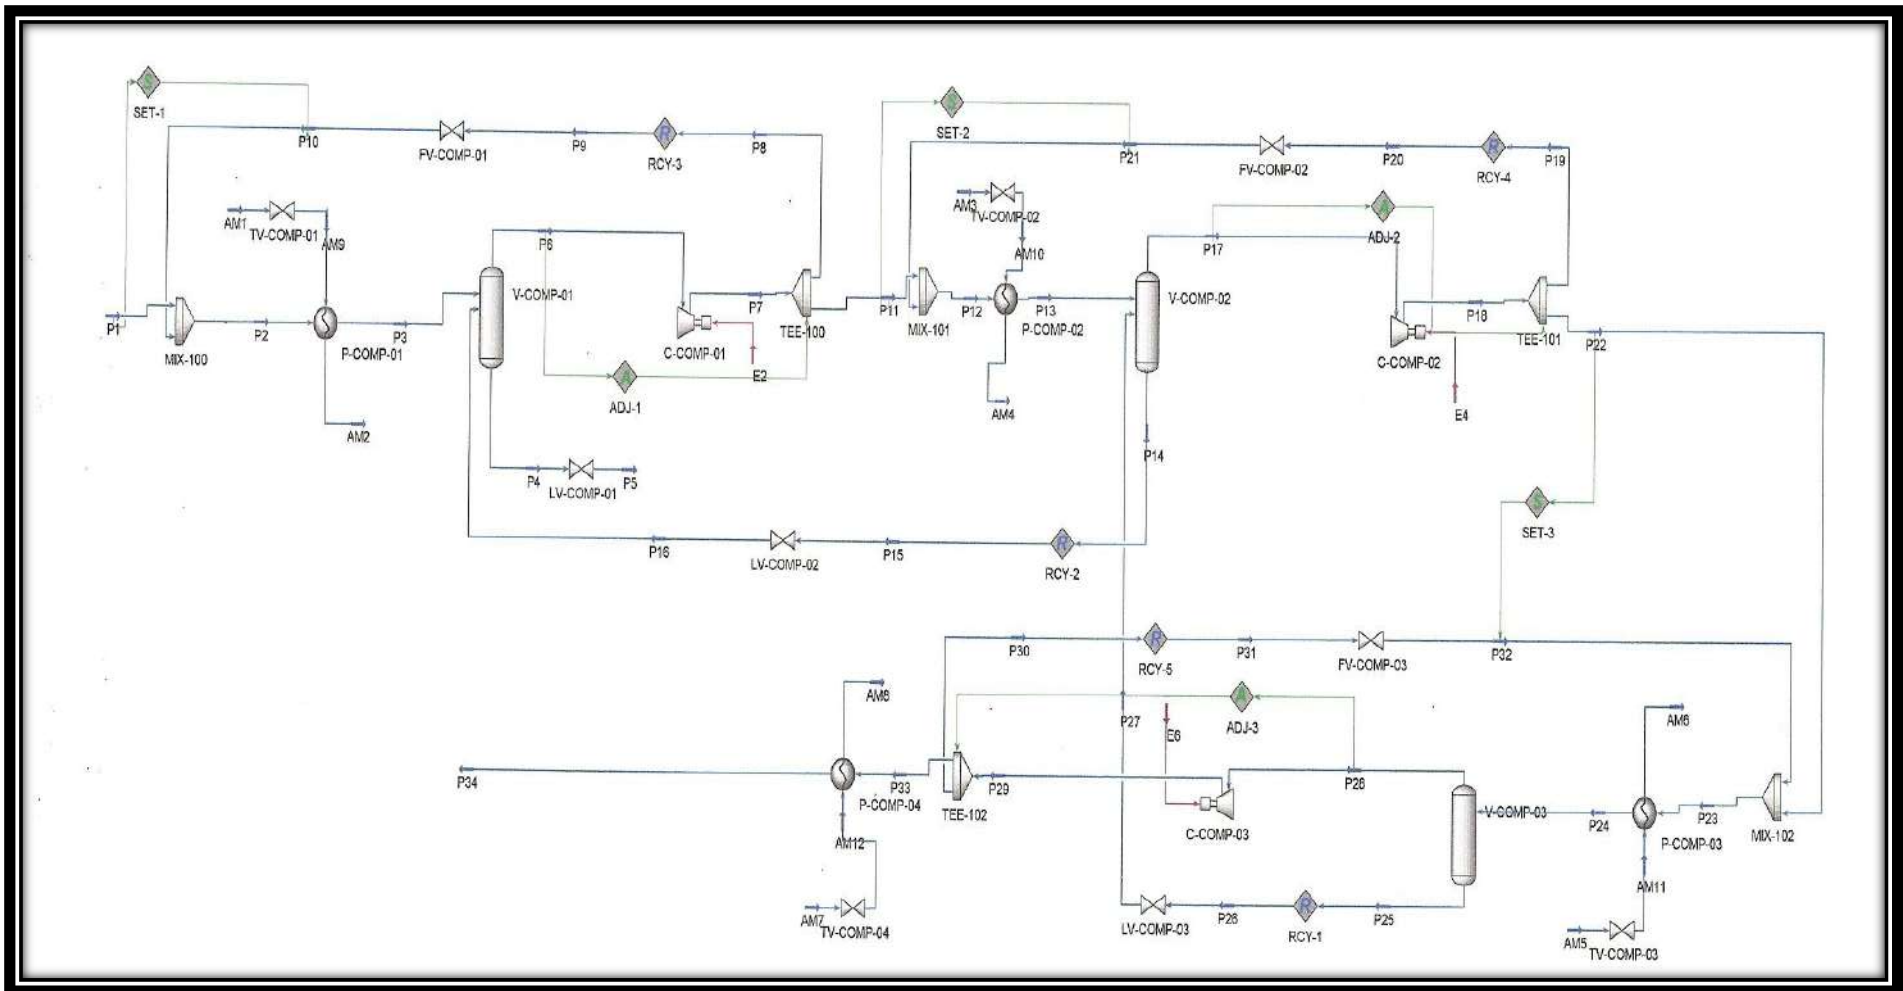 SET-1
P10
FV-COMP-01
P9
RCY-3
P8
SET-2
P21
FV-COMP-02
P20
RCY-4
P19
AM1
TV-COMP-01
AM9
AM3
TV-COMP-02
AM10
P6
V-COMP-01
P17
ADJ-2
V-COMP-02
P1
MIX-100
P2
P-COMP-01
P3
C-COMP-01
P7
TEE-100
E2
ADJ-1
P11
MIX-101
P12
P-COMP-02
P13
AM4
C-COMP-02
P18
TEE-101
P22
E4
AM2
P4
LV-COMP-01
P5
P14
SET-3
P16
LV-COMP-02
P15
RCY-2
P30
RCY-5
P31
FV-COMP-03
P32
P27
E6
ADJ-3
AM6
P34
P-COMP-04
P33
TEE-102
P29
C-COMP-03
P28
V-COMP-03
P24
P-COMP-03
P23
MIX-102
AM12
AM11
AM7
TV-COMP-04
LV-COMP-03
P26
RCY-1
P25
AM5
TV-COMP-03
S
R
S
R
A
A
R
S
R
A
R